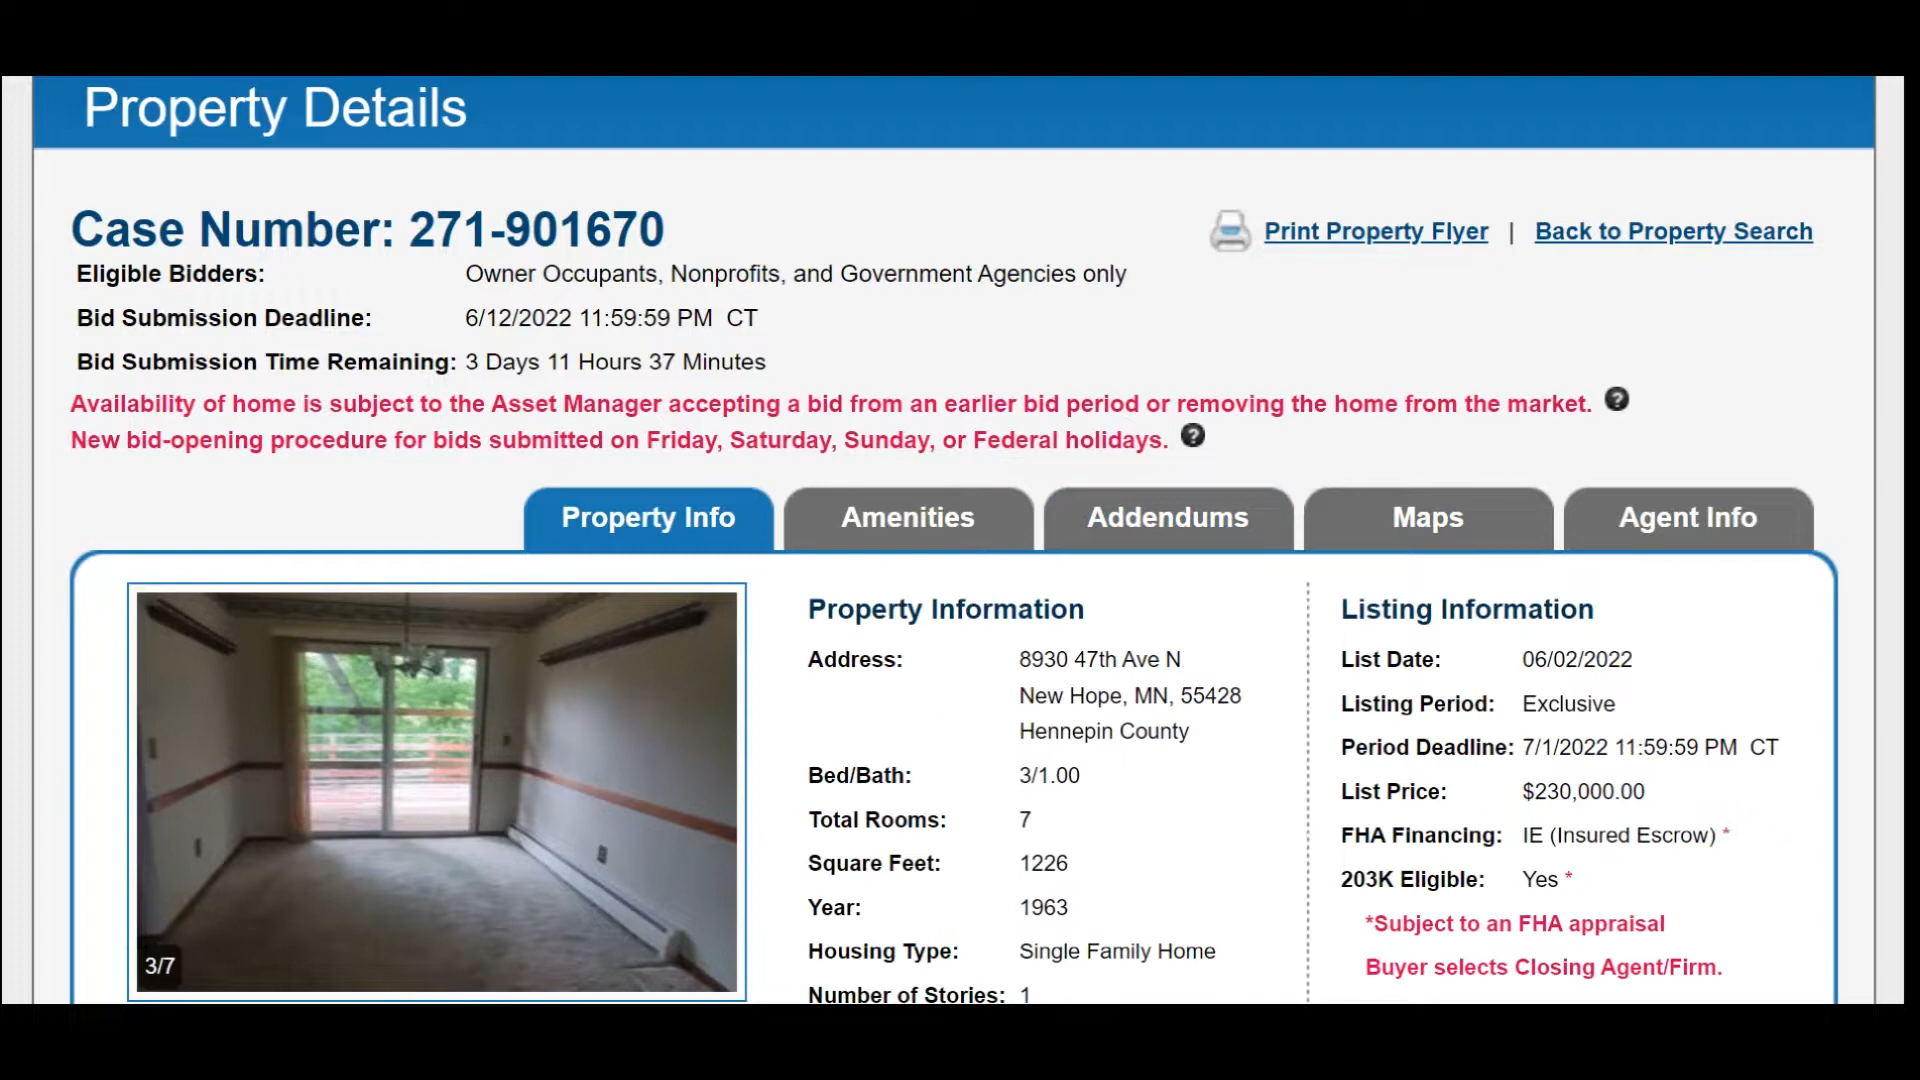 Property Details
Case Number: 271-901670
Print Property Flyer | Back to Property Search
Eligible Bidders: Owner Occupants, Nonprofits, and Government Agencies only
Bid Submission Deadline: 6/12/2022 11:59:59 PM CT
Bid Submission Time Remaining: 3 Days 11 Hours 37 Minutes
Availability of home is subject to the Asset Manager accepting a bid from an earlier bid period or removing the home from the market. ?
New bid-opening procedure for bids submitted on Friday, Saturday, Sunday, or Federal holidays. ?
Property Info
Amenities
Addendums
Maps
Agent Info
3/7
Property Information
Address: 8930 47th Ave N
New Hope, MN, 55428
Hennepin County
Bed/Bath: 3/1.00
Total Rooms: 7
Square Feet: 1226
Year: 1963
Housing Type: Single Family Home
Number of Stories: 1
Listing Information
List Date: 06/02/2022
Listing Period: Exclusive
Period Deadline: 7/1/2022 11:59:59 PM CT
List Price: $230,000.00
FHA Financing: IE (Insured Escrow) *
203K Eligible: Yes *
*Subject to an FHA appraisal
Buyer selects Closing Agent/Firm.